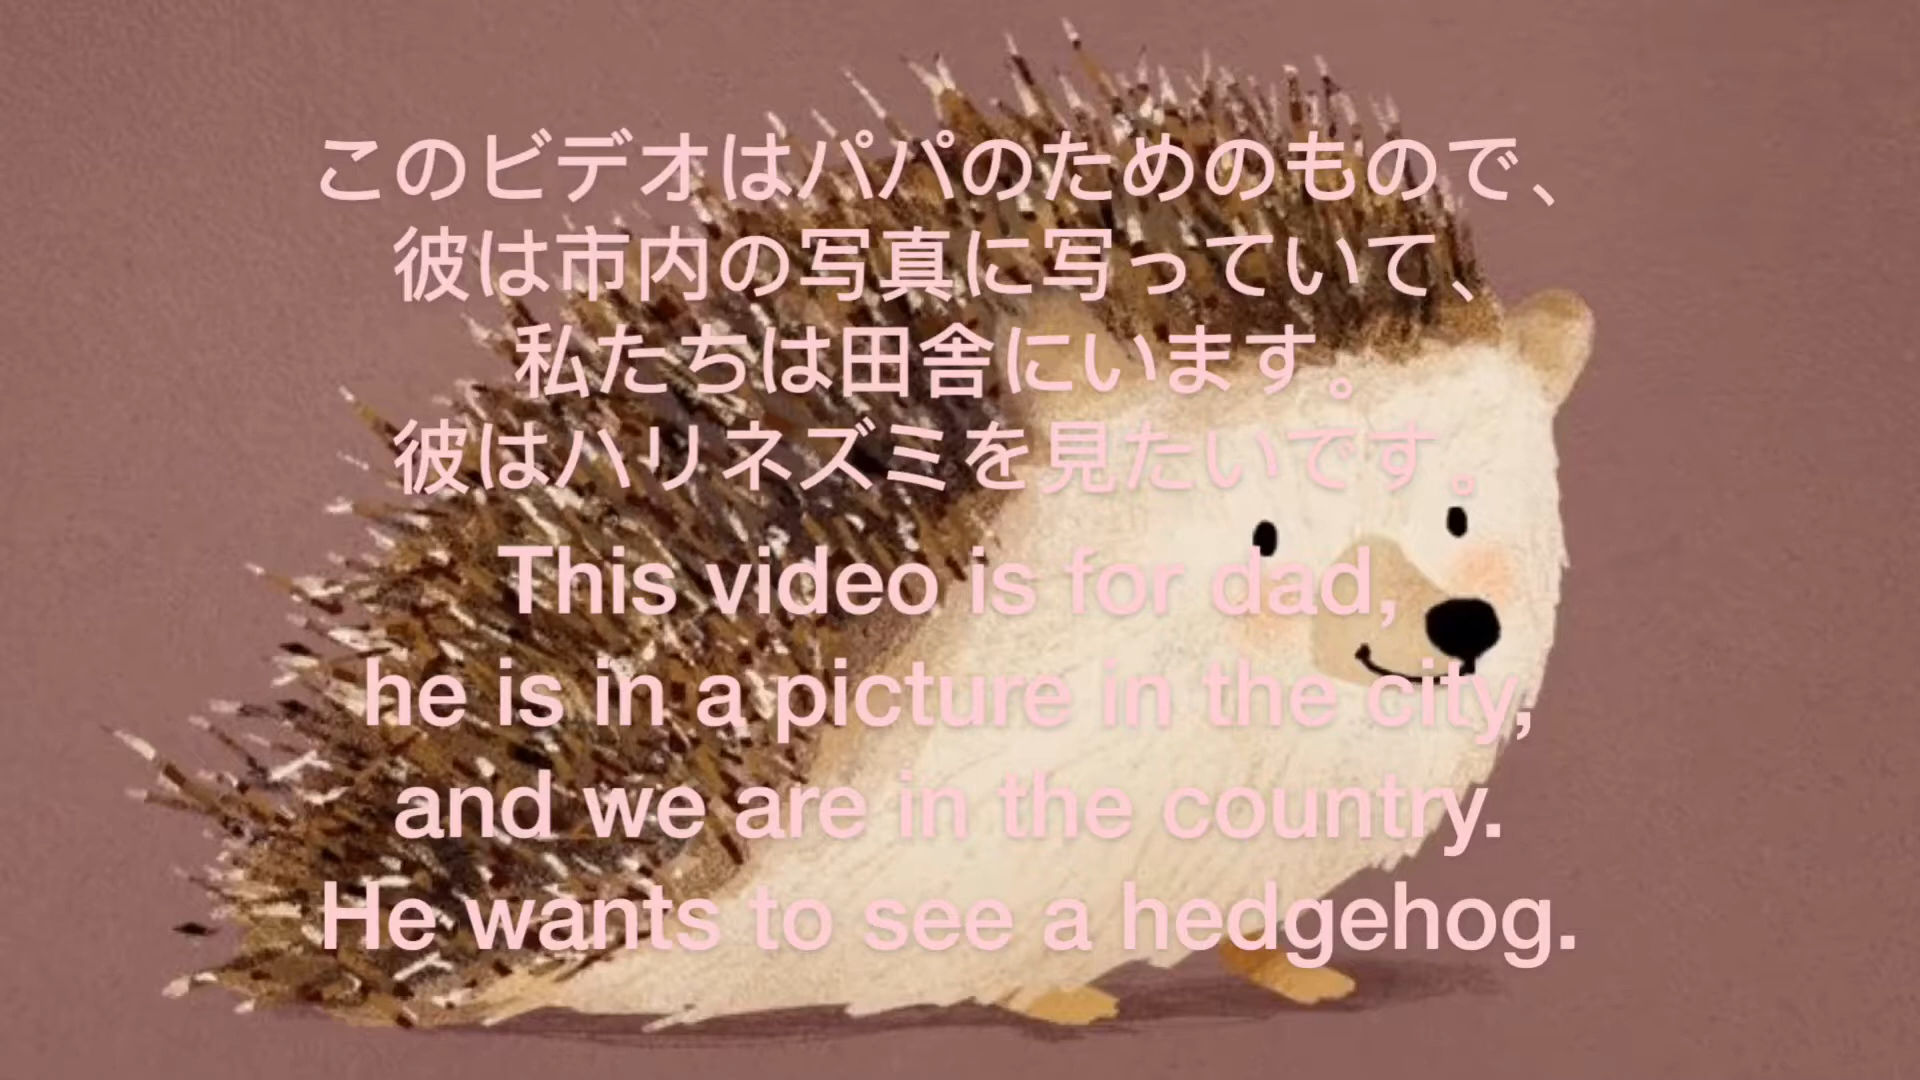 このビデオはパパのためのもので、
彼は市内の写真に写っていて、
私たちは田舎にいます。
彼はハリネズミを見たいです。
This video is for dad,
he is in a picture in the city,
and we are in the country.
He wants to see a hedgehog.